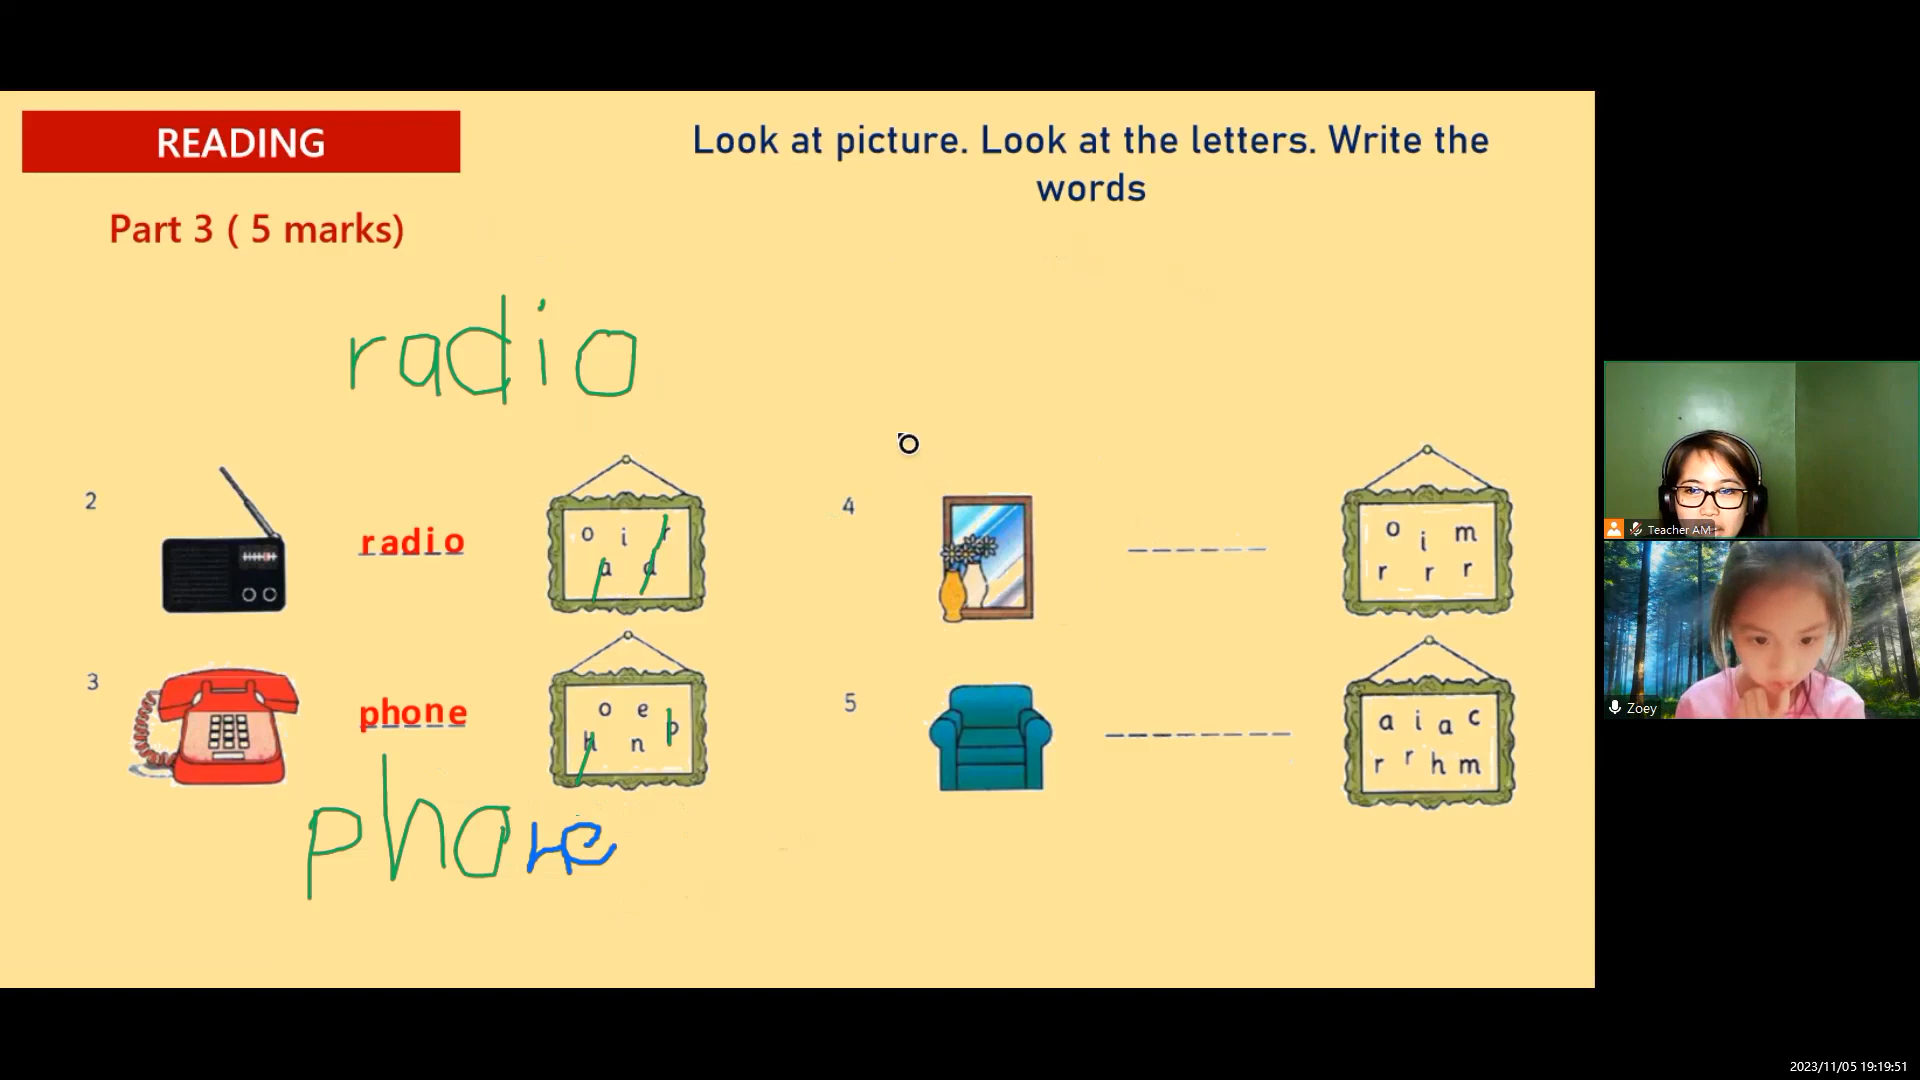 READING
Look at picture. Look at the letters. Write the
words
Part 3 ( 5 marks)
radio
2
radio
o i r
a d
4
o i m
r r r
3
phone
o e p
h n
5
a i a c
r r h m
phone
Teacher AM
Zoey
2023/11/05 19:19:51